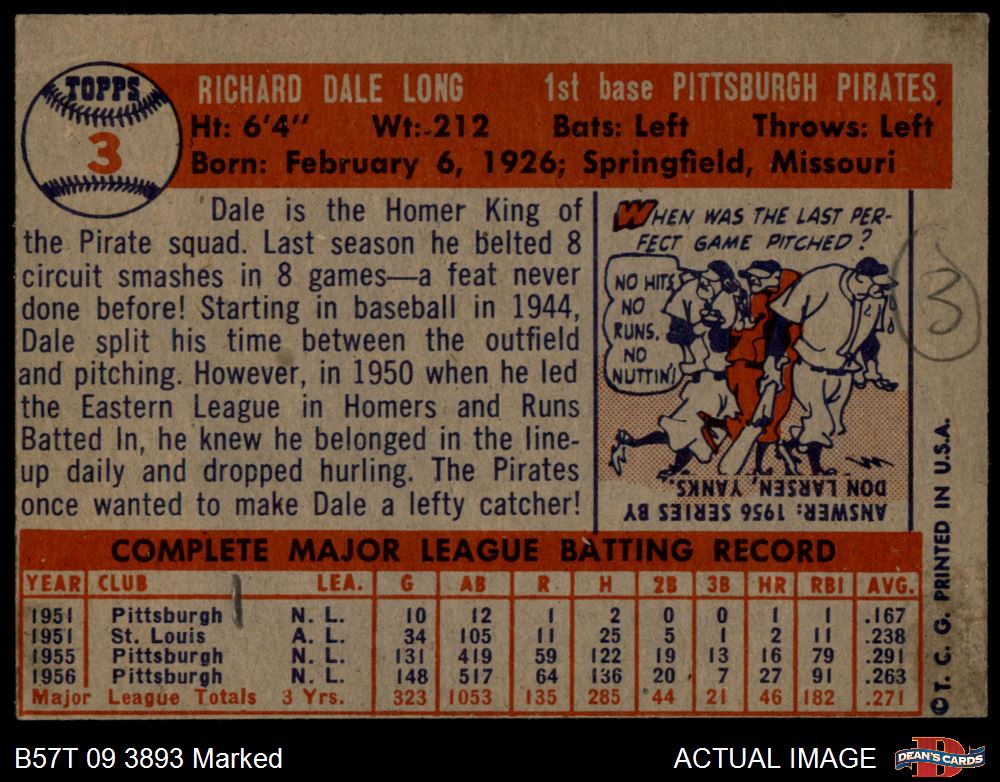 TOPPS
3
RICHARD DALE LONG 1st base PITTSBURGH PIRATES
Ht: 6'4" Wt: 212 Bats: Left Throws: Left
Born: February 6, 1926; Springfield, Missouri
Dale is the Homer King of
the Pirate squad. Last season he belted 8
circuit smashes in 8 games—a feat never
done before! Starting in baseball in 1944,
Dale split his time between the outfield
and pitching. However, in 1950 when he led
the Eastern League in Homers and Runs
Batted In, he knew he belonged in the line-
up daily and dropped hurling. The Pirates
once wanted to make Dale a lefty catcher!
WHEN WAS THE LAST PER-
FECT GAME PITCHED?
NO HITS
NO
RUNS.
NO
NUTTIN!
ANSWER: 1956 SERIES BY
DON LARSEN, YANKS.
3
COMPLETE MAJOR LEAGUE BATTING RECORD
YEAR CLUB LEA. G AB R H 2B 3B HR RBI AVG.
1951 Pittsburgh N. L. 10 12 1 2 0 0 1 1 .167
1951 St. Louis A. L. 34 105 11 25 5 1 2 11 .238
1955 Pittsburgh N. L. 131 419 59 122 19 13 16 79 .291
1956 Pittsburgh N. L. 148 517 64 136 20 7 27 91 .263
Major League Totals 3 Yrs. 323 1053 135 285 44 21 46 182 .271
© T. C. G. PRINTED IN U.S.A.
B57T 09 3893 Marked ACTUAL IMAGE
D
DEAN'S CARDS